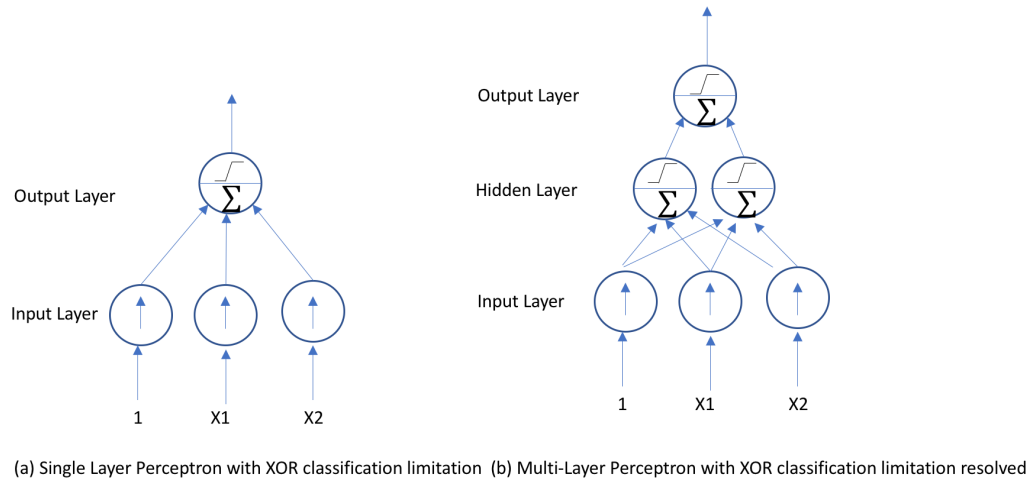 Output Layer
Σ
Input Layer
1 X1 X2
(a) Single Layer Perceptron with XOR classification limitation
Output Layer
Σ
Hidden Layer
Σ Σ
Input Layer
1 X1 X2
(b) Multi-Layer Perceptron with XOR classification limitation resolved